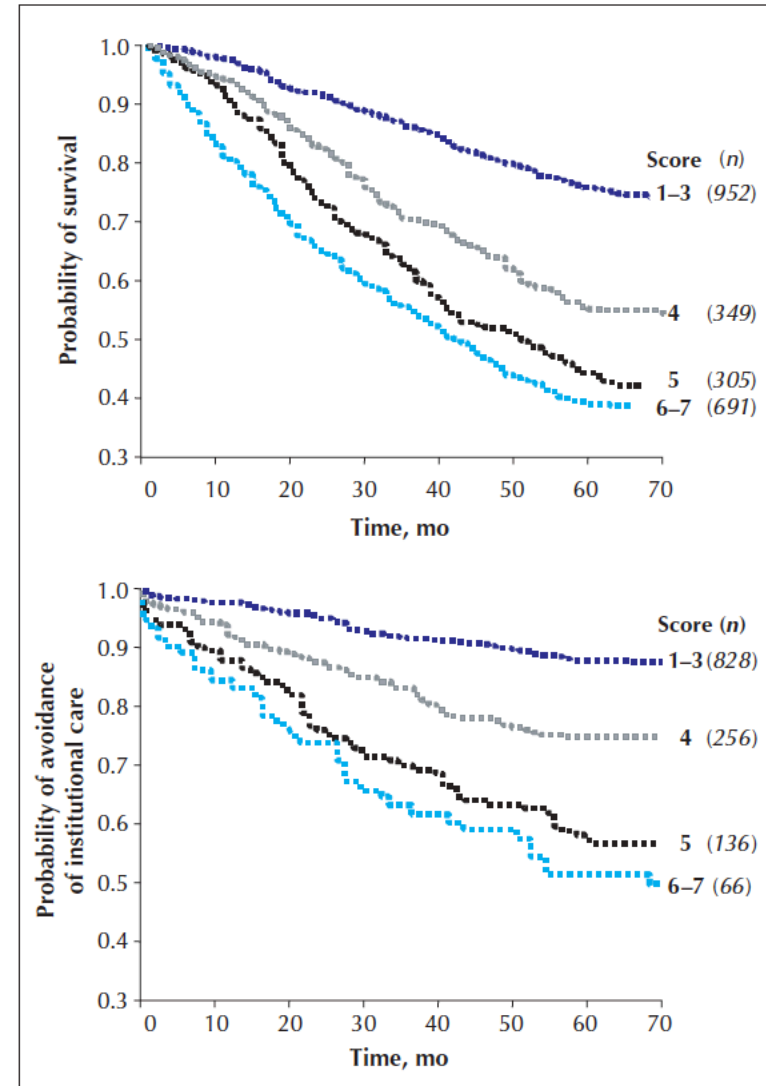 1.0
0.9
0.8
0.7
0.6
0.5
0.4
0.3
Probability of survival
Score (n)
1–3 (952)
4 (349)
5 (305)
6–7 (691)
0 10 20 30 40 50 60 70
Time, mo
1.0
0.9
0.8
0.7
0.6
0.5
0.4
0.3
Probability of avoidance
of institutional care
Score (n)
1–3 (828)
4 (256)
5 (136)
6–7 (66)
0 10 20 30 40 50 60 70
Time, mo